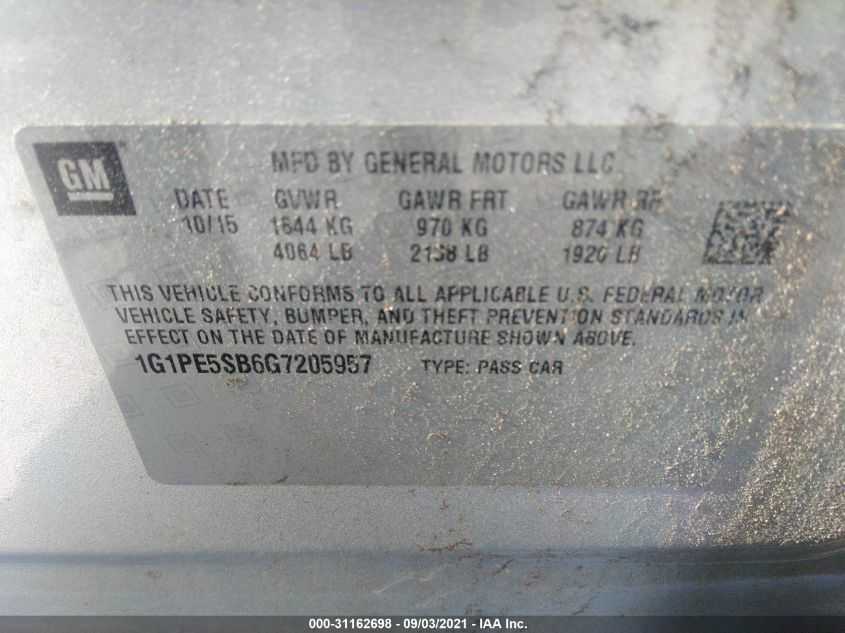 GM
MFD BY GENERAL MOTORS LLC
DATE GVWR GAWR FRT GAWR RR
10/15 1844 KG 970 KG 874 KG
4064 LB 2138 LB 1926 LB
THIS VEHICLE CONFORMS TO ALL APPLICABLE U.S. FEDERAL MOTOR
VEHICLE SAFETY, BUMPER, AND THEFT PREVENTION STANDARDS IN
EFFECT ON THE DATE OF MANUFACTURE SHOWN ABOVE.
1G1PE5SB6G7205957 TYPE: PASS CAR
000-31162698 - 09/03/2021 - IAA Inc.